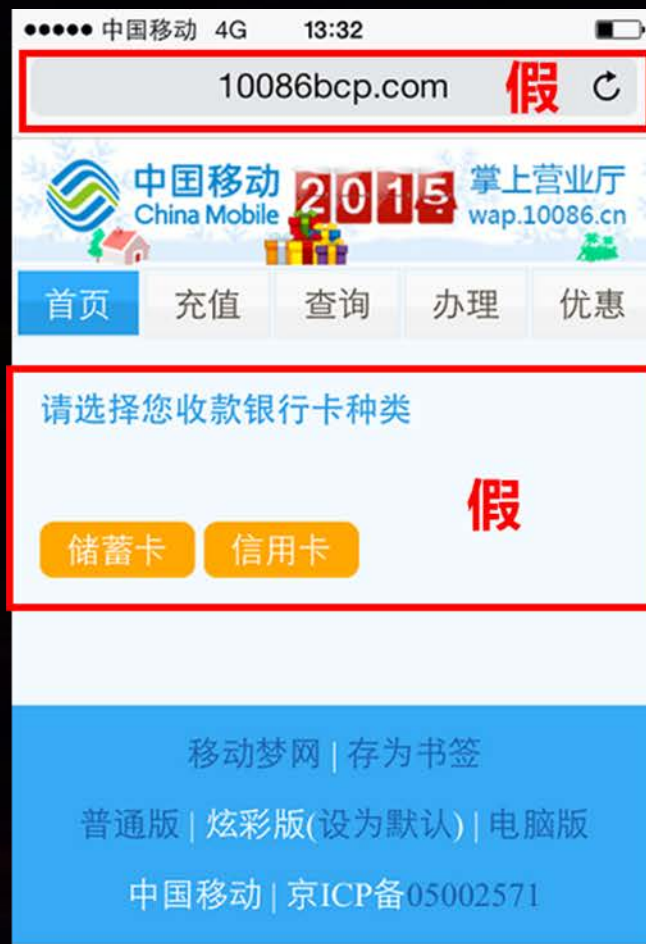 中国移动 4G 13:32
10086bcp.com 假
中国移动 China Mobile 2015 掌上营业厅 wap.10086.cn
首页 充值 查询 办理 优惠
请选择您收款银行卡种类
假
储蓄卡 信用卡
移动梦网 | 存为书签
普通版 | 炫彩版(设为默认) | 电脑版
中国移动 | 京ICP备05002571